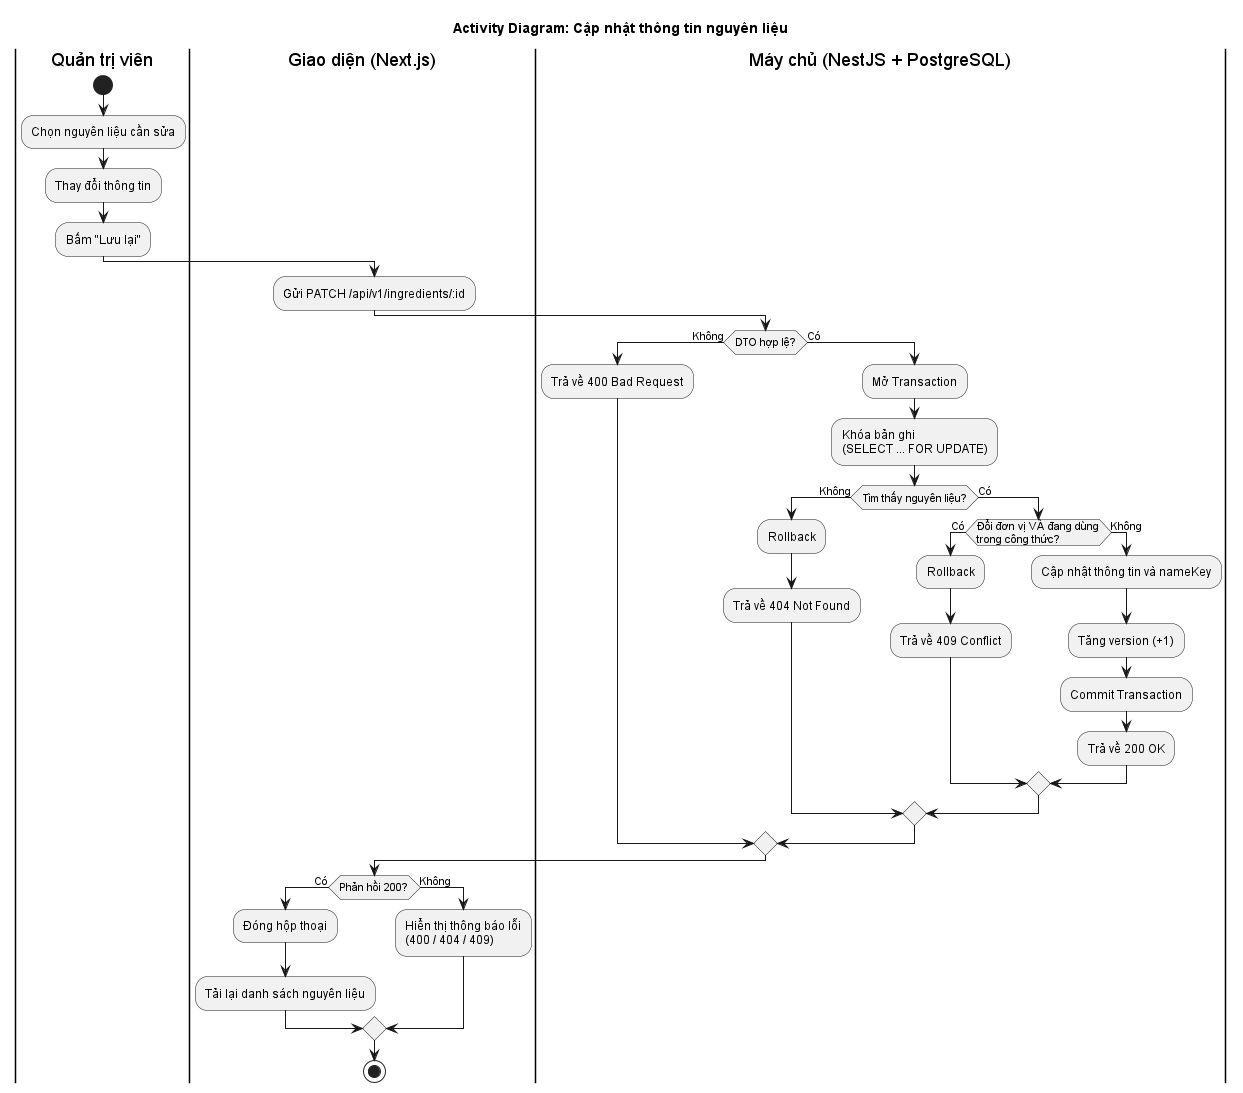 Activity Diagram: Cập nhật thông tin nguyên liệu
Quản trị viên
Giao diện (Next.js)
Máy chủ (NestJS + PostgreSQL)
Chọn nguyên liệu cần sửa
Thay đổi thông tin
Bấm "Lưu lại"
Gửi PATCH /api/v1/ingredients/:id
Không
DTO hợp lệ?
Có
Trả về 400 Bad Request
Mở Transaction
Khóa bản ghi
(SELECT ... FOR UPDATE)
Không
Tìm thấy nguyên liệu?
Có
Rollback
Trả về 404 Not Found
Có
Đổi đơn vị VÀ đang dùng
trong công thức?
Không
Rollback
Trả về 409 Conflict
Cập nhật thông tin và nameKey
Tăng version (+1)
Commit Transaction
Trả về 200 OK
Có
Phản hồi 200?
Không
Đóng hộp thoại
Tải lại danh sách nguyên liệu
Hiển thị thông báo lỗi
(400 / 404 / 409)